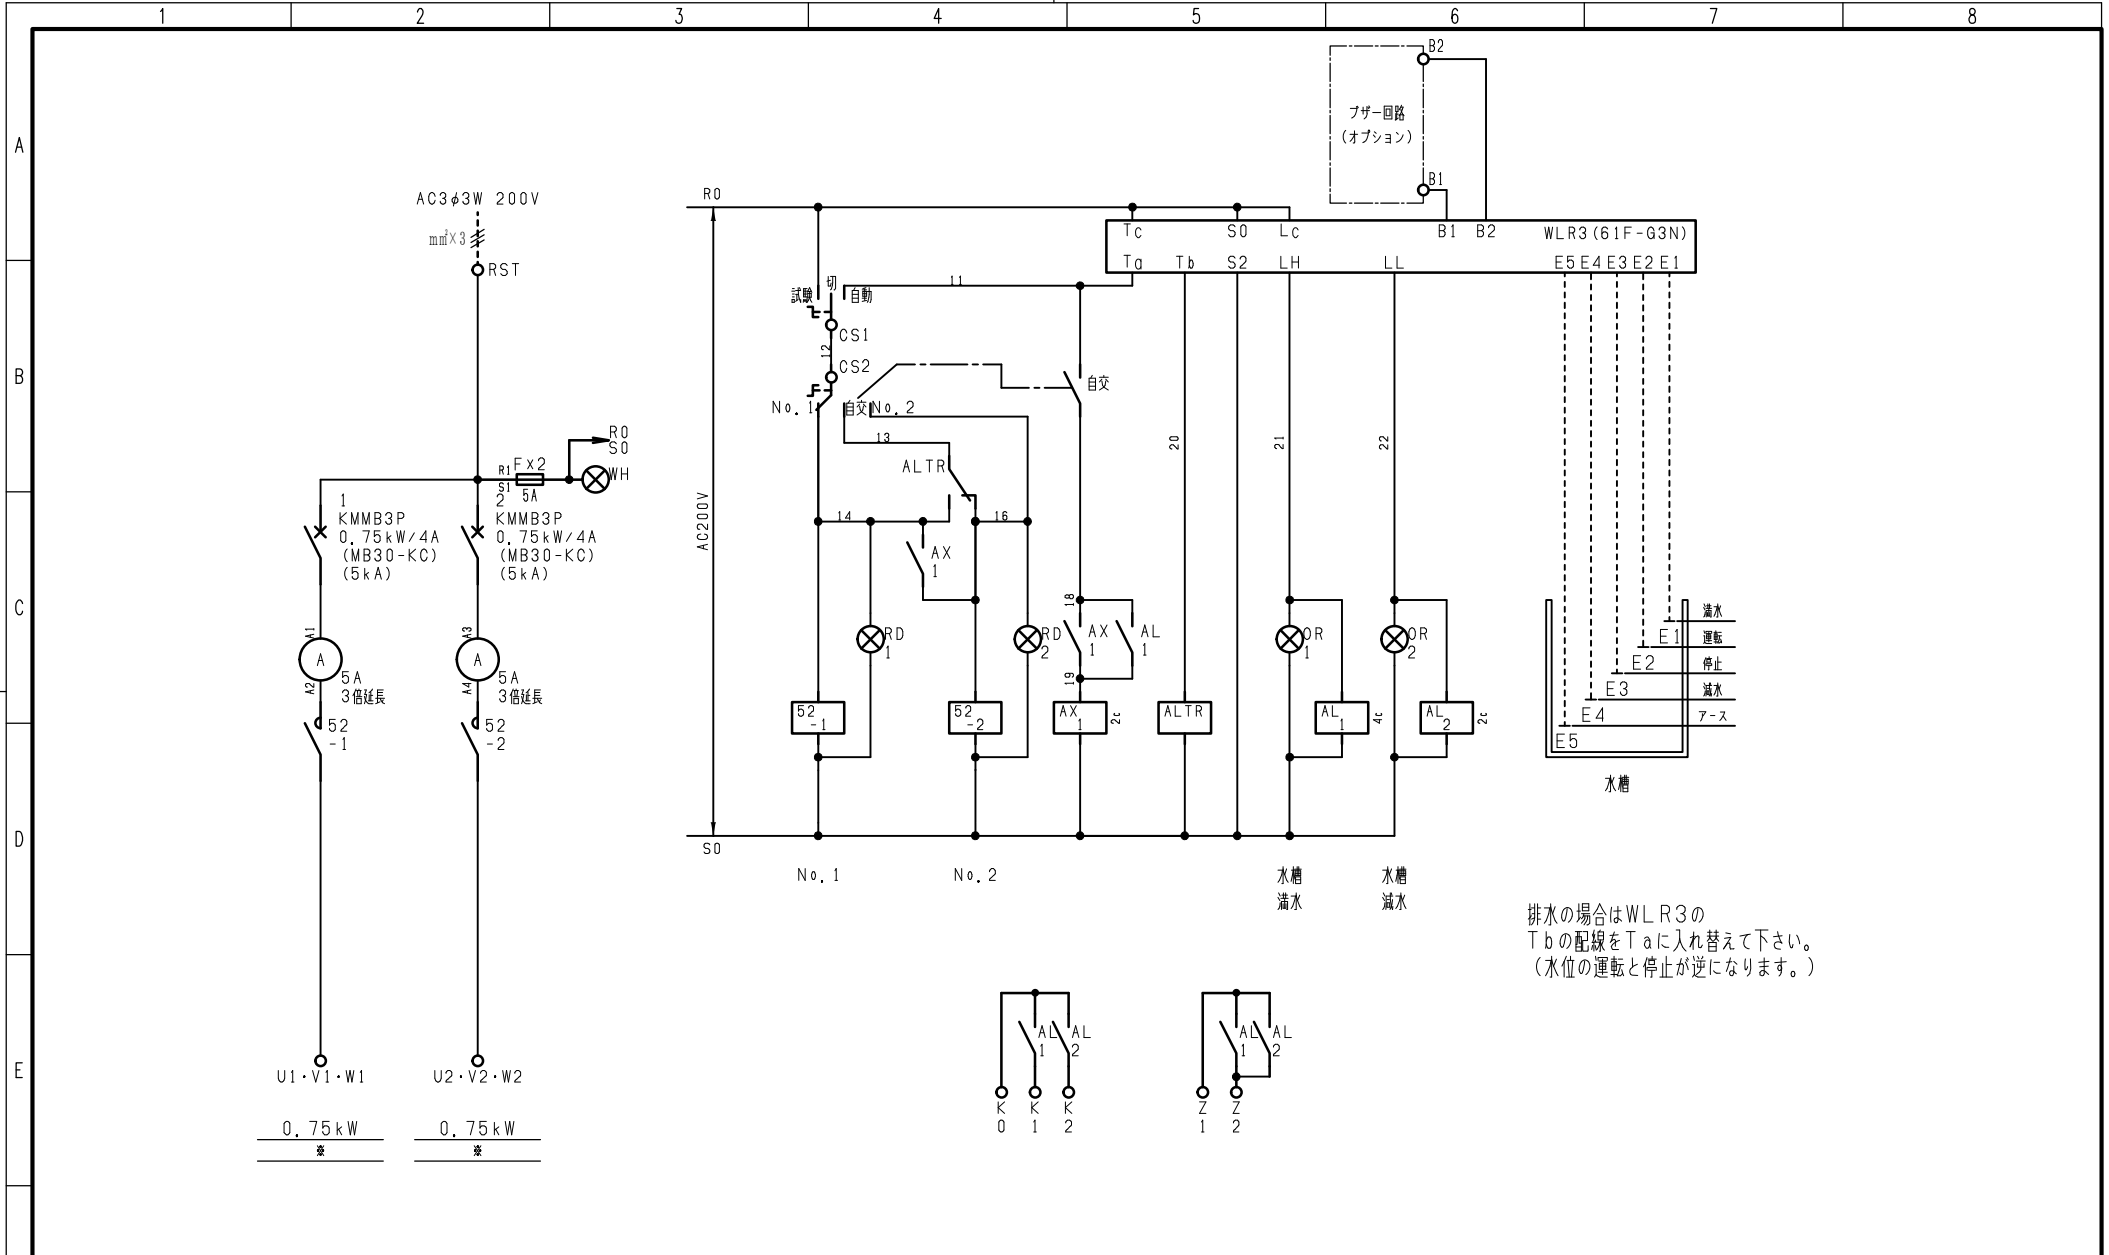 1 2 3 4 5 6 7 8
A
B
C
D
E
B2
ブザー回路
(オプション)
B1
AC3φ3W 200V
mm²×3
RST
R0
S0
R1 F×2
S1 5A
WH
1
KMMB3P
0.75kW/4A
(MB30-KC)
(5kA)
2
KMMB3P
0.75kW/4A
(MB30-KC)
(5kA)
A1
A
A2
5A
3倍延長
A3
A
A4
5A
3倍延長
52
-1
52
-2
U1・V1・W1
U2・V2・W2
0.75kW
※
0.75kW
※
R0
AC200V
S0
Tc S0 Lc B1 B2 WLR3(61F-G3N)
Ta Tb S2 LH LL E5 E4 E3 E2 E1
試験 切 自動
11
CS1
12
CS2
No.1 自交 No.2
自交
13
ALTR
14
16
20
21
22
AX
1
RD
1
RD
2
18
AX
1
AL
1
19
OR
1
OR
2
52
-1
52
-2
AX
1
2c
ALTR
AL
1
4c
AL
2
2c
No.1
No.2
水槽
満水
水槽
減水
満水
E1 運転
E2 停止
E3 減水
E4 アース
E5
水槽
排水の場合はWLR3の
Tbの配線をTaに入れ替えて下さい。
(水位の運転と停止が逆になります。)
AL
1
AL
2
K
0
K
1
K
2
AL
1
AL
2
Z
1
Z
2